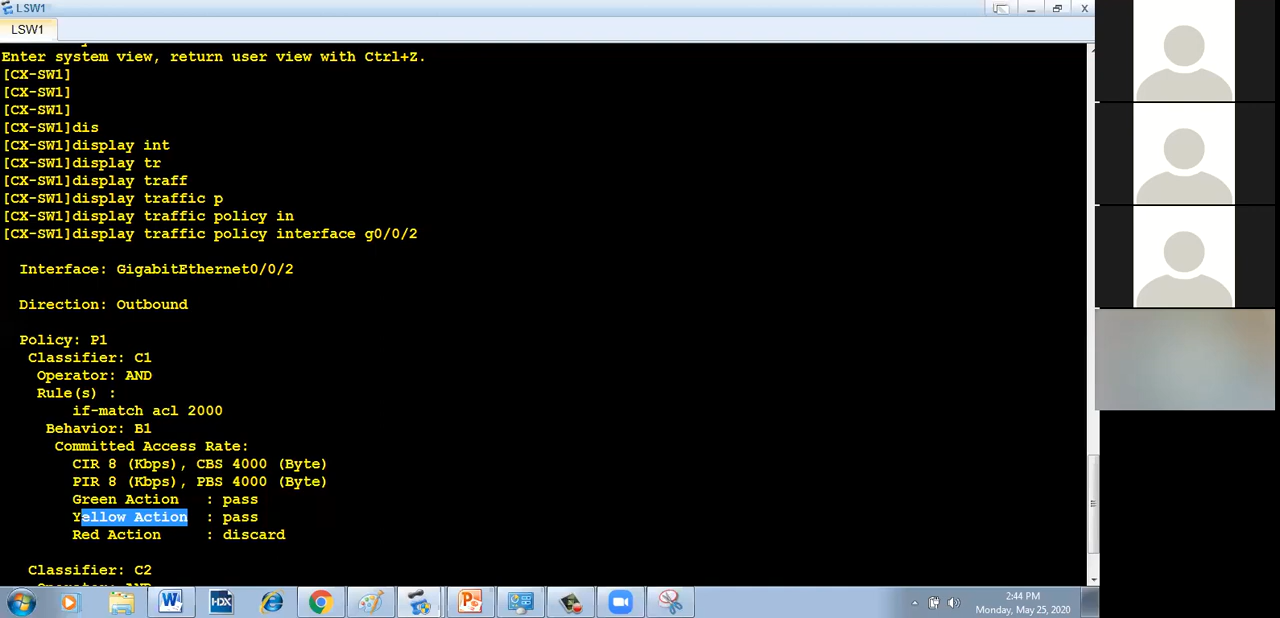 LSW1
LSW1
Enter system view, return user view with Ctrl+Z.
[CX-SW1]
[CX-SW1]
[CX-SW1]
[CX-SW1]dis
[CX-SW1]display int
[CX-SW1]display tr
[CX-SW1]display traff
[CX-SW1]display traffic p
[CX-SW1]display traffic policy in
[CX-SW1]display traffic policy interface g0/0/2
Interface: GigabitEthernet0/0/2
Direction: Outbound
Policy: P1
Classifier: C1
Operator: AND
Rule(s) :
if-match acl 2000
Behavior: B1
Committed Access Rate:
CIR 8 (Kbps), CBS 4000 (Byte)
PIR 8 (Kbps), PBS 4000 (Byte)
Green Action : pass
Yellow Action : pass
Red Action : discard
Classifier: C2
HDX
2:44 PM
Monday, May 25, 2020